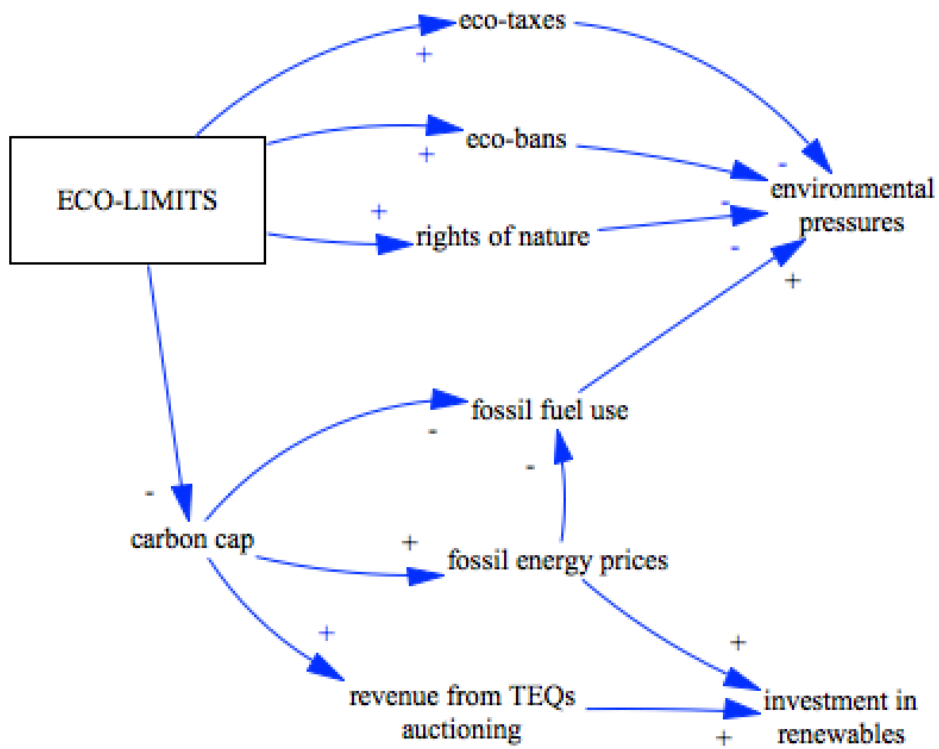 eco-taxes
+
eco-bans
+
-
environmental
pressures
ECO-LIMITS
+
rights of nature
-
-
+
fossil fuel use
-
-
-
carbon cap
+
fossil energy prices
+
+
revenue from TEQs
auctioning
investment in
renewables
+